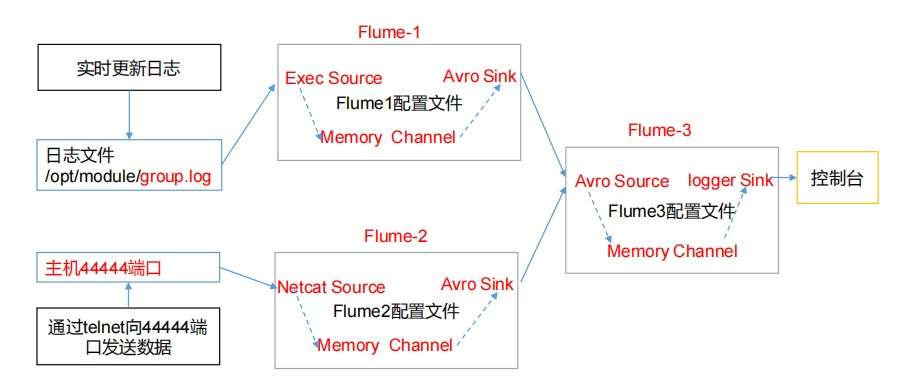 Flume-1
实时更新日志
Exec Source
Avro Sink
Flume1配置文件
Memory Channel
日志文件
/opt/module/group.log
Flume-3
Avro Source
logger Sink
Flume3配置文件
Memory Channel
控制台
Flume-2
主机44444端口
Netcat Source
Avro Sink
Flume2配置文件
Memory Channel
通过telnet向44444端
口发送数据